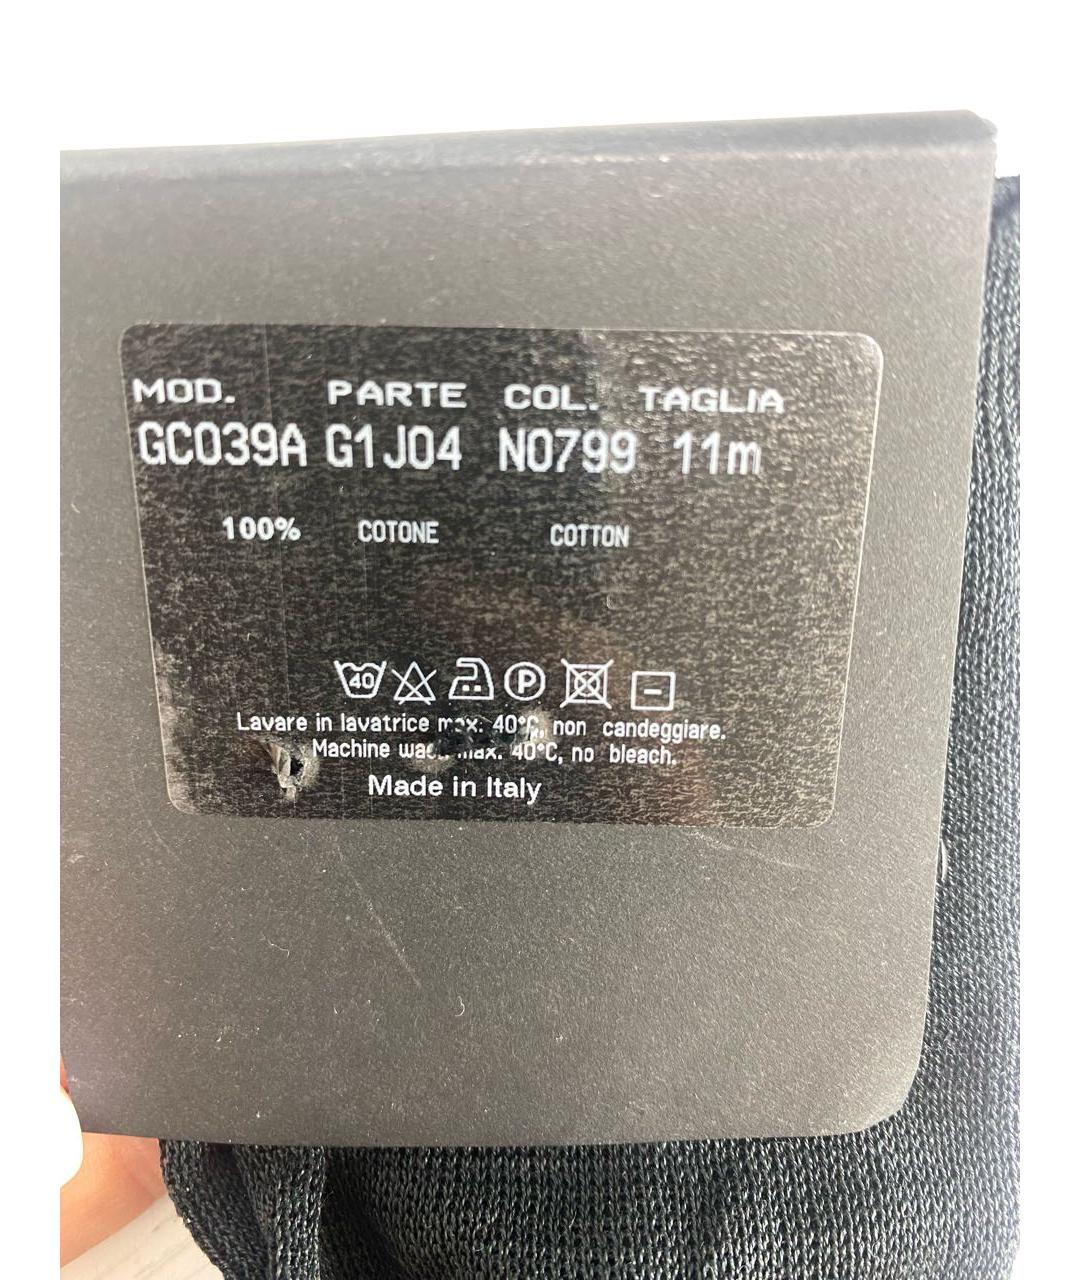 MOD. PARTE COL. TAGLIA
GC039A G1J04 N0799 11m
100% COTONE COTTON
40 P
Lavare in lavatrice max. 40°C, non candeggiare.
Machine max. 40°C, no bleach.
Made in Italy